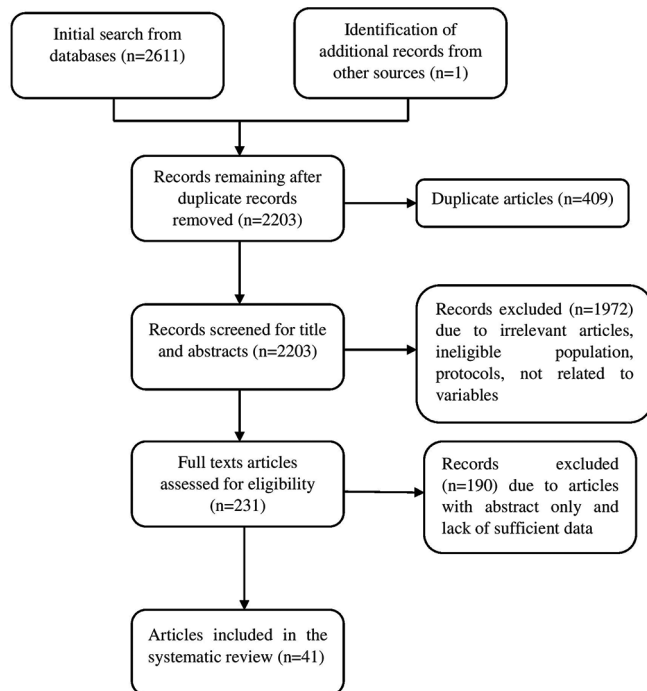 Initial search from
databases (n=2611)
Identification of
additional records from
other sources (n=1)
Records remaining after
duplicate records
removed (n=2203)
Duplicate articles (n=409)
Records screened for title
and abstracts (n=2203)
Records excluded (n=1972)
due to irrelevant articles,
ineligible population,
protocols, not related to
variables
Full texts articles
assessed for eligibility
(n=231)
Records excluded
(n=190) due to articles
with abstract only and
lack of sufficient data
Articles included in the
systematic review (n=41)